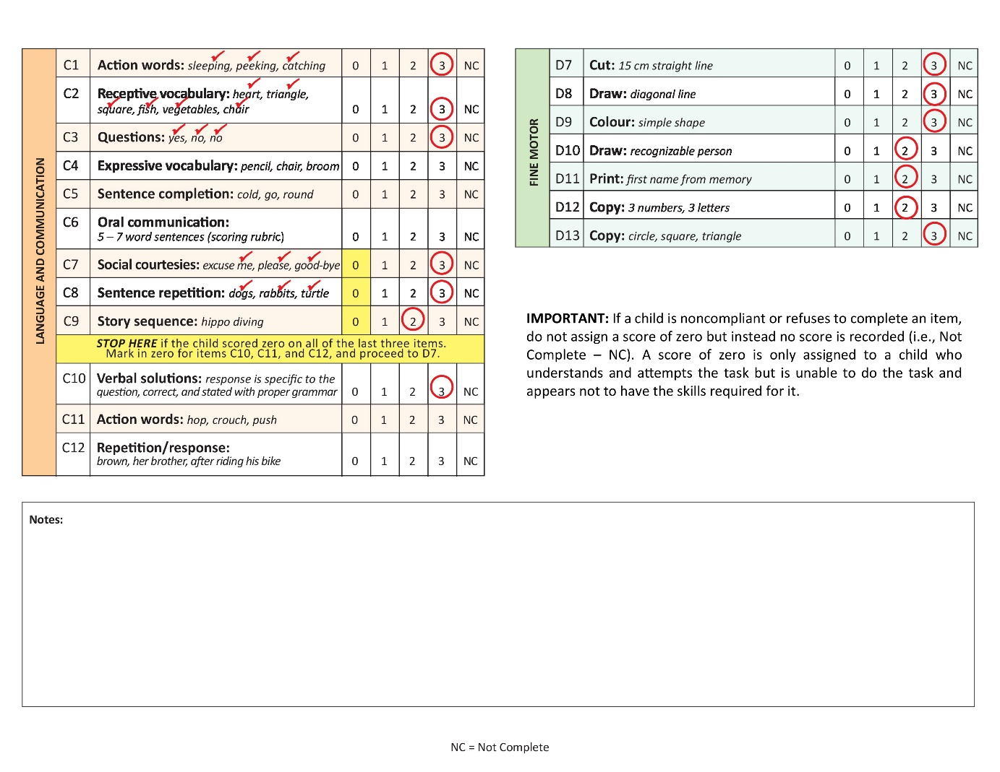 LANGUAGE AND COMMUNICATION
C1 Action words: sleeping, peeking, catching 0 1 2 3 NC
C2 Receptive vocabulary: heart, triangle,
square, fish, vegetables, chair 0 1 2 3 NC
C3 Questions: yes, no, no 0 1 2 3 NC
C4 Expressive vocabulary: pencil, chair, broom 0 1 2 3 NC
C5 Sentence completion: cold, go, round 0 1 2 3 NC
C6 Oral communication:
5 – 7 word sentences (scoring rubric) 0 1 2 3 NC
C7 Social courtesies: excuse me, please, good-bye 0 1 2 3 NC
C8 Sentence repetition: dogs, rabbits, turtle 0 1 2 3 NC
C9 Story sequence: hippo diving 0 1 2 3 NC
STOP HERE if the child scored zero on all of the last three items.
Mark in zero for items C10, C11, and C12, and proceed to D7.
C10 Verbal solutions: response is specific to the
question, correct, and stated with proper grammar 0 1 2 3 NC
C11 Action words: hop, crouch, push 0 1 2 3 NC
C12 Repetition/response:
brown, her brother, after riding his bike 0 1 2 3 NC
FINE MOTOR
D7 Cut: 15 cm straight line 0 1 2 3 NC
D8 Draw: diagonal line 0 1 2 3 NC
D9 Colour: simple shape 0 1 2 3 NC
D10 Draw: recognizable person 0 1 2 3 NC
D11 Print: first name from memory 0 1 2 3 NC
D12 Copy: 3 numbers, 3 letters 0 1 2 3 NC
D13 Copy: circle, square, triangle 0 1 2 3 NC
IMPORTANT: If a child is noncompliant or refuses to complete an item,
do not assign a score of zero but instead no score is recorded (i.e., Not
Complete – NC). A score of zero is only assigned to a child who
understands and attempts the task but is unable to do the task and
appears not to have the skills required for it.
Notes:
NC = Not Complete